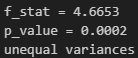 f_stat = 4.6653
p_value = 0.0002
unequal variances